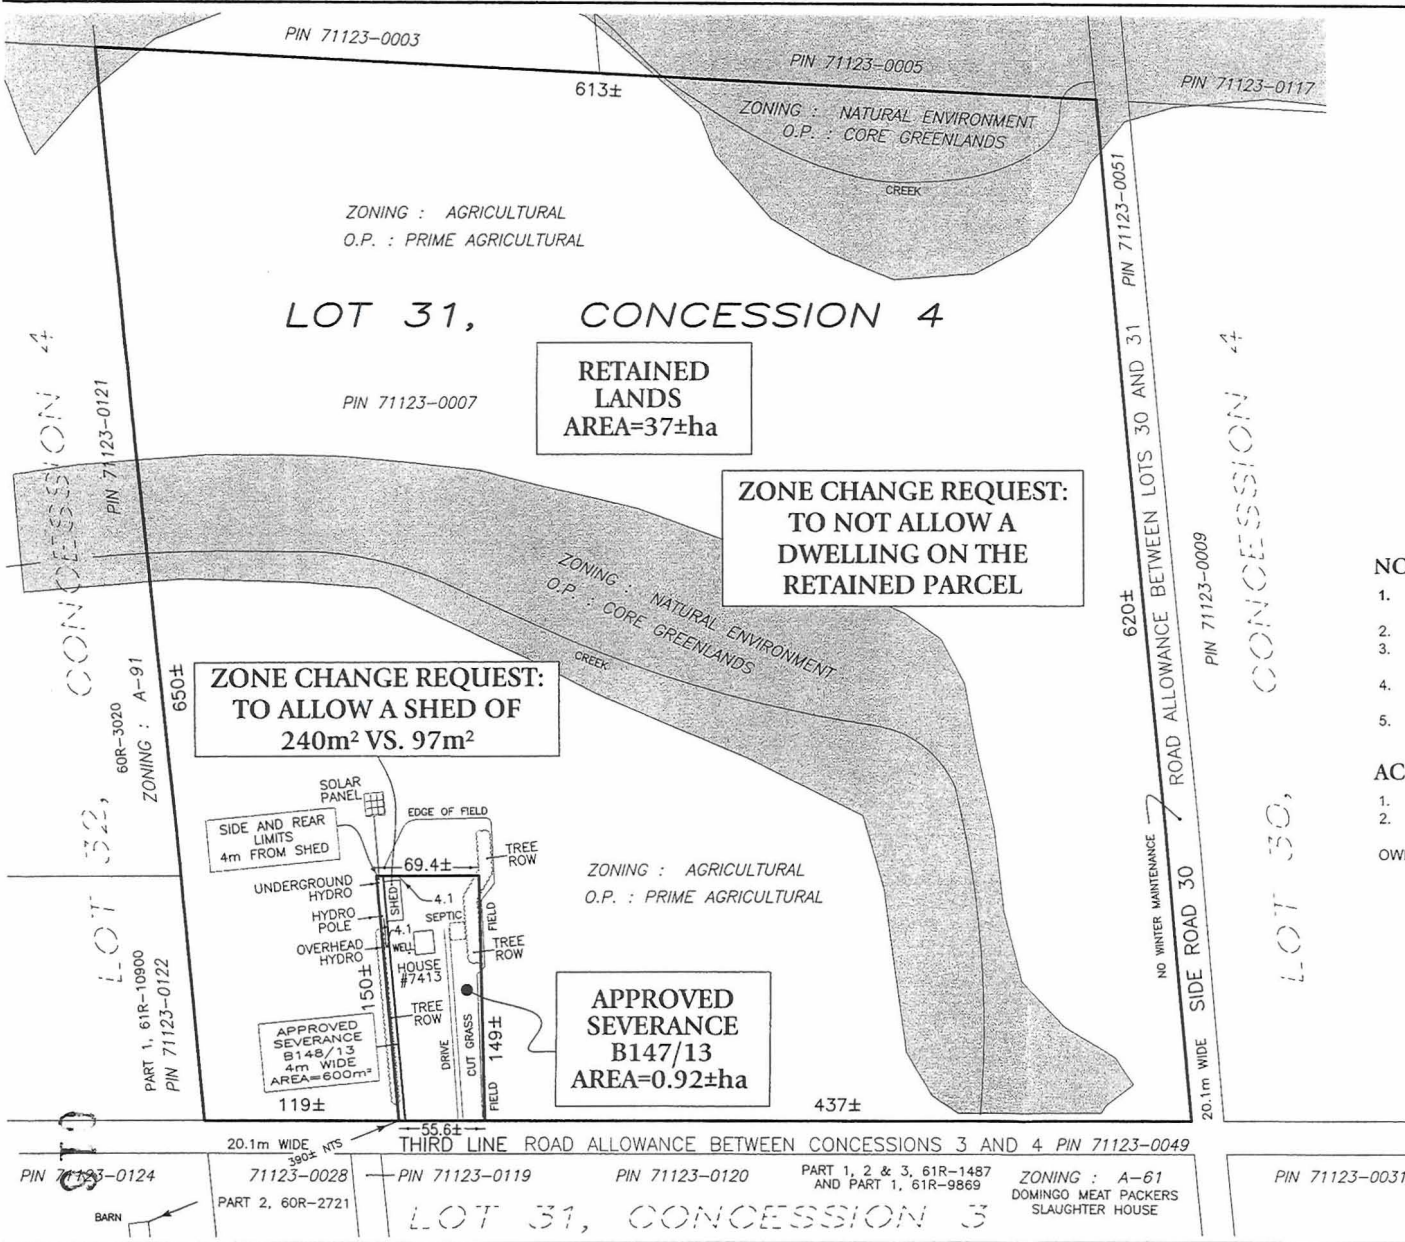 PIN 71123-0003
PIN 71123-0005
PIN 71123-0117
613±
ZONING : NATURAL ENVIRONMENT
O.P. : CORE GREENLANDS
CREEK
PIN 71123-0051
ZONING : AGRICULTURAL
O.P. : PRIME AGRICULTURAL
LOT 31, CONCESSION 4
RETAINED
LANDS
AREA=37±ha
PIN 71123-0007
PIN 71123-0121
LOT 32, CONCESSION 4
ZONE CHANGE REQUEST:
TO NOT ALLOW A
DWELLING ON THE
RETAINED PARCEL
ROAD ALLOWANCE BETWEEN LOTS 30 AND 31
620±
PIN 71123-0009
LOT 30, CONCESSION 4
ZONING : NATURAL ENVIRONMENT
O.P. : CORE GREENLANDS
CREEK
650±
60R-3020
ZONING : A-91
ZONE CHANGE REQUEST:
TO ALLOW A SHED OF
240m² VS. 97m²
SOLAR
PANEL
EDGE OF FIELD
SIDE AND REAR
LIMITS
4m FROM SHED
69.4±
TREE
ROW
UNDERGROUND
HYDRO
SHED
4.1
HYDRO
POLE
SEPTIC
FIELD
4.1
OVERHEAD
HYDRO
WELL
HOUSE
#7413
TREE
ROW
ZONING : AGRICULTURAL
O.P. : PRIME AGRICULTURAL
NO WINTER MAINTENANCE
SIDE ROAD 30
20.1m WIDE
PART 1, 61R-10900
PIN 71123-0122
150±
TREE
ROW
APPROVED
SEVERANCE
B148/13
4m WIDE
AREA=600m²
DRIVE
CUT GRASS
149±
FIELD
APPROVED
SEVERANCE
B147/13
AREA=0.92±ha
119±
437±
55.6±
20.1m WIDE
390± NTS
THIRD LINE ROAD ALLOWANCE BETWEEN CONCESSIONS 3 AND 4 PIN 71123-0049
PIN 71123-0124
71123-0028
PIN 71123-0119
PIN 71123-0120
PART 1, 2 & 3, 61R-1487
AND PART 1, 61R-9869
ZONING : A-61
DOMINGO MEAT PACKERS
SLAUGHTER HOUSE
PIN 71123-0031
PART 2, 60R-2721
BARN
LOT 31, CONCESSION 3
NO
1.
2.
3.
4.
5.
AC
1.
2.